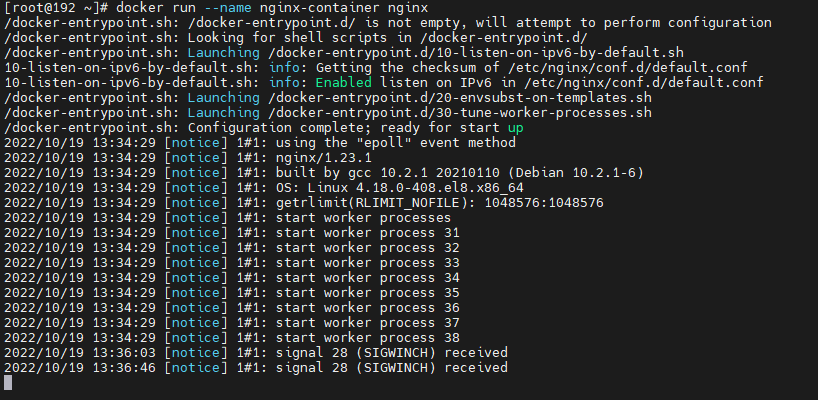 [root@192 ~]# docker run --name nginx-container nginx
/docker-entrypoint.sh: /docker-entrypoint.d/ is not empty, will attempt to perform configuration
/docker-entrypoint.sh: Looking for shell scripts in /docker-entrypoint.d/
/docker-entrypoint.sh: Launching /docker-entrypoint.d/10-listen-on-ipv6-by-default.sh
10-listen-on-ipv6-by-default.sh: info: Getting the checksum of /etc/nginx/conf.d/default.conf
10-listen-on-ipv6-by-default.sh: info: Enabled listen on IPv6 in /etc/nginx/conf.d/default.conf
/docker-entrypoint.sh: Launching /docker-entrypoint.d/20-envsubst-on-templates.sh
/docker-entrypoint.sh: Launching /docker-entrypoint.d/30-tune-worker-processes.sh
/docker-entrypoint.sh: Configuration complete; ready for start up
2022/10/19 13:34:29 [notice] 1#1: using the "epoll" event method
2022/10/19 13:34:29 [notice] 1#1: nginx/1.23.1
2022/10/19 13:34:29 [notice] 1#1: built by gcc 10.2.1 20210110 (Debian 10.2.1-6)
2022/10/19 13:34:29 [notice] 1#1: OS: Linux 4.18.0-408.el8.x86_64
2022/10/19 13:34:29 [notice] 1#1: getrlimit(RLIMIT_NOFILE): 1048576:1048576
2022/10/19 13:34:29 [notice] 1#1: start worker processes
2022/10/19 13:34:29 [notice] 1#1: start worker process 31
2022/10/19 13:34:29 [notice] 1#1: start worker process 32
2022/10/19 13:34:29 [notice] 1#1: start worker process 33
2022/10/19 13:34:29 [notice] 1#1: start worker process 34
2022/10/19 13:34:29 [notice] 1#1: start worker process 35
2022/10/19 13:34:29 [notice] 1#1: start worker process 36
2022/10/19 13:34:29 [notice] 1#1: start worker process 37
2022/10/19 13:34:29 [notice] 1#1: start worker process 38
2022/10/19 13:36:03 [notice] 1#1: signal 28 (SIGWINCH) received
2022/10/19 13:36:46 [notice] 1#1: signal 28 (SIGWINCH) received